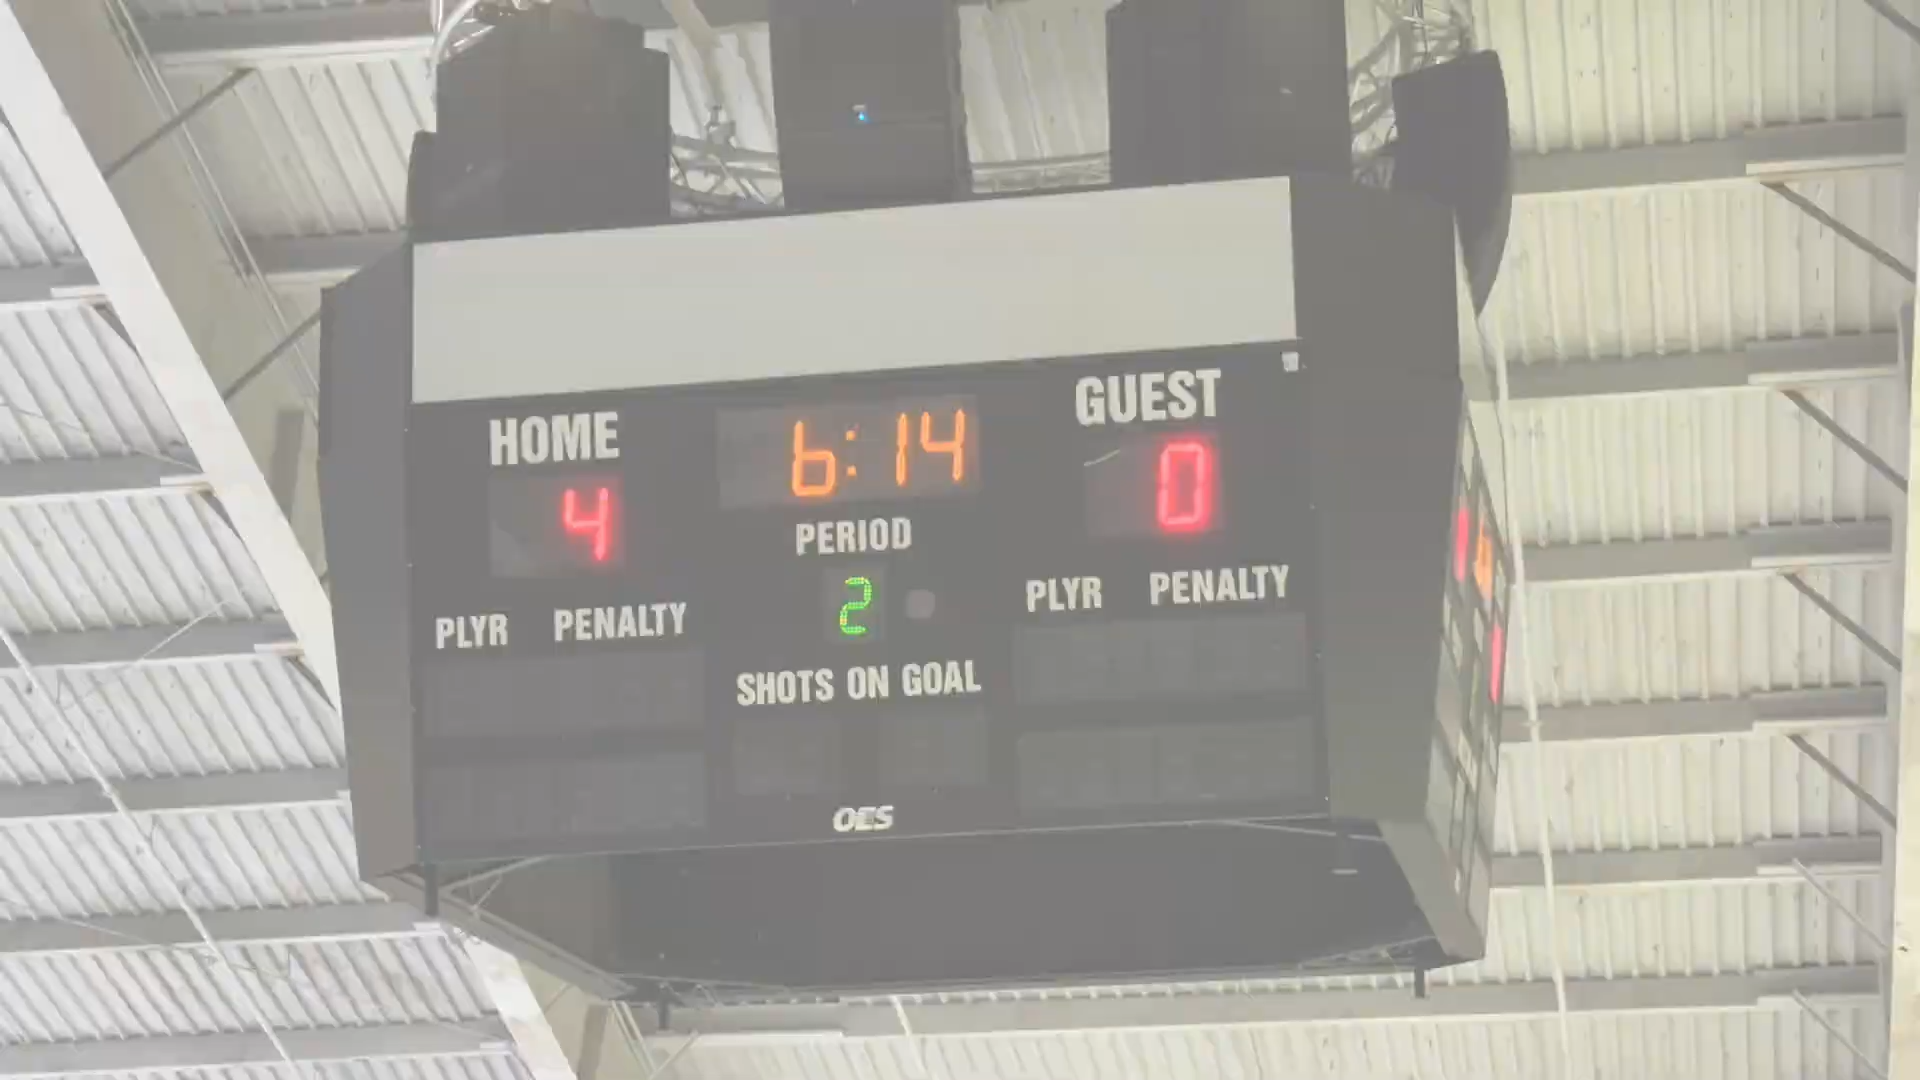 HOME
6:14
GUEST
4
0
PERIOD
2
PLYR PENALTY
PLYR PENALTY
SHOTS ON GOAL
OES